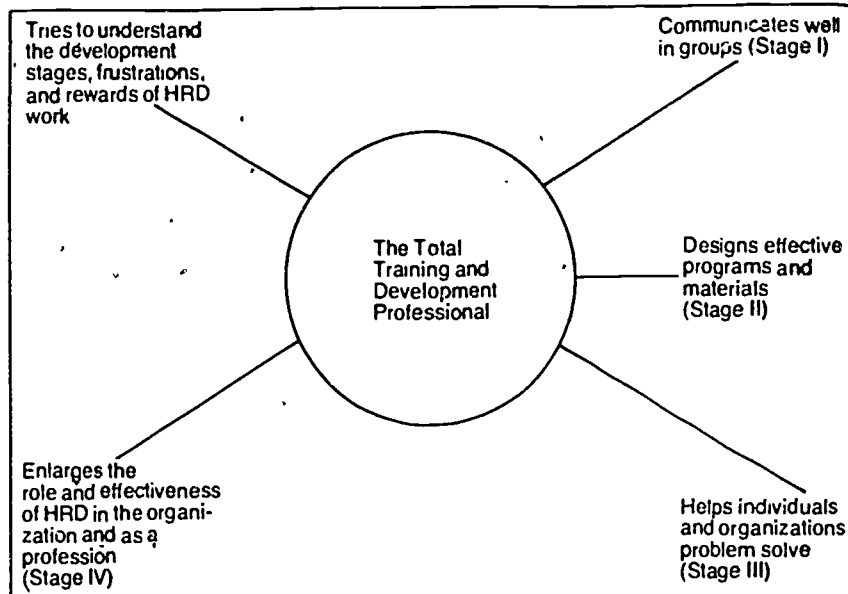 Tries to understand
the development
stages, frustrations,
and rewards of HRD
work
Communicates well
in groups (Stage I)
The Total
Training and
Development
Professional
Designs effective
programs and
materials
(Stage II)
Enlarges the
role and effectiveness
of HRD in the organi-
zation and as a
profession
(Stage IV)
Helps individuals
and organizations
problem solve
(Stage III)